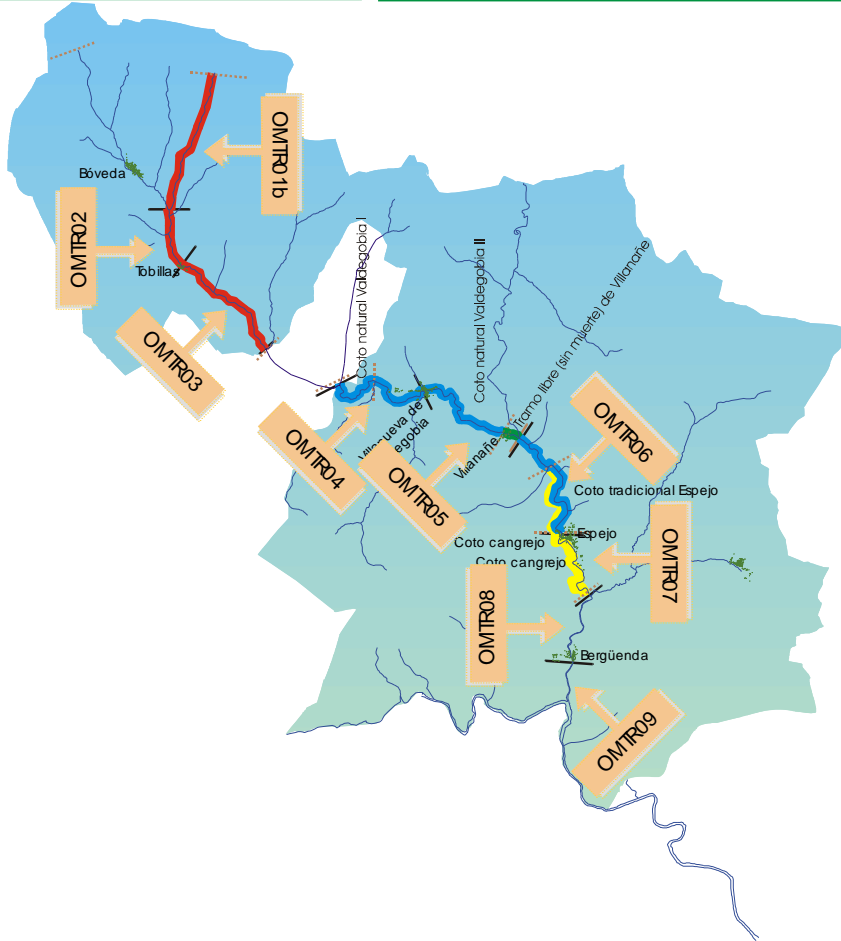 OMTR01b
Bóveda
OMTR02
Tobillas
OMTR03
Coto natural Valdegobia I
Coto natural Valdegobia II
Tramo libre (sin muerte) de Villanañe
OMTR04
Villanañe
OMTR05
OMTR06
Coto tradicional Espejo
Espejo
Coto cangrejo
Coto cangrejo
OMTR07
OMTR08
Bergüenda
OMTR09